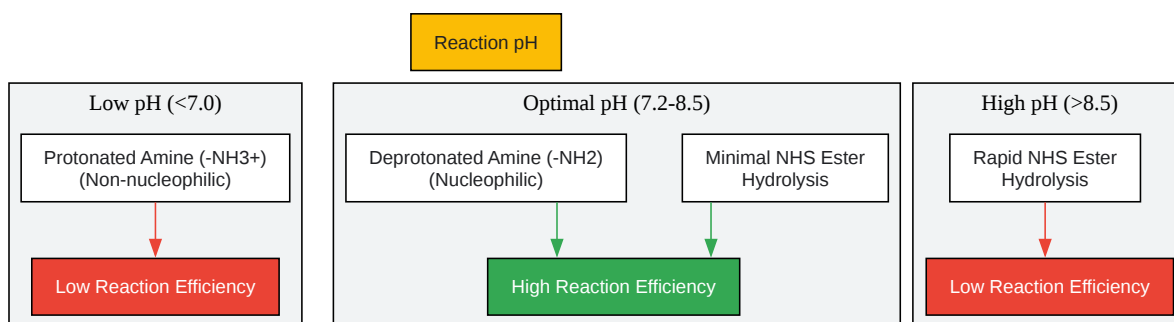 Reaction pH
Low pH (<7.0)
Protonated Amine (-NH3+)
(Non-nucleophilic)
Low Reaction Efficiency
Optimal pH (7.2-8.5)
Deprotonated Amine (-NH2)
(Nucleophilic)
Minimal NHS Ester
Hydrolysis
High Reaction Efficiency
High pH (>8.5)
Rapid NHS Ester
Hydrolysis
Low Reaction Efficiency